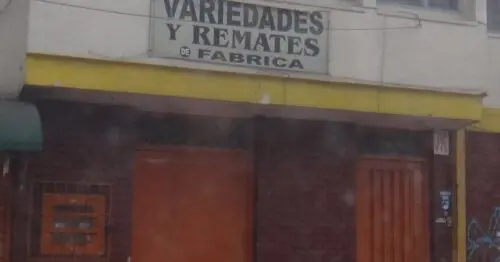 VARIEDADES
Y REMATES
DE FABRICA